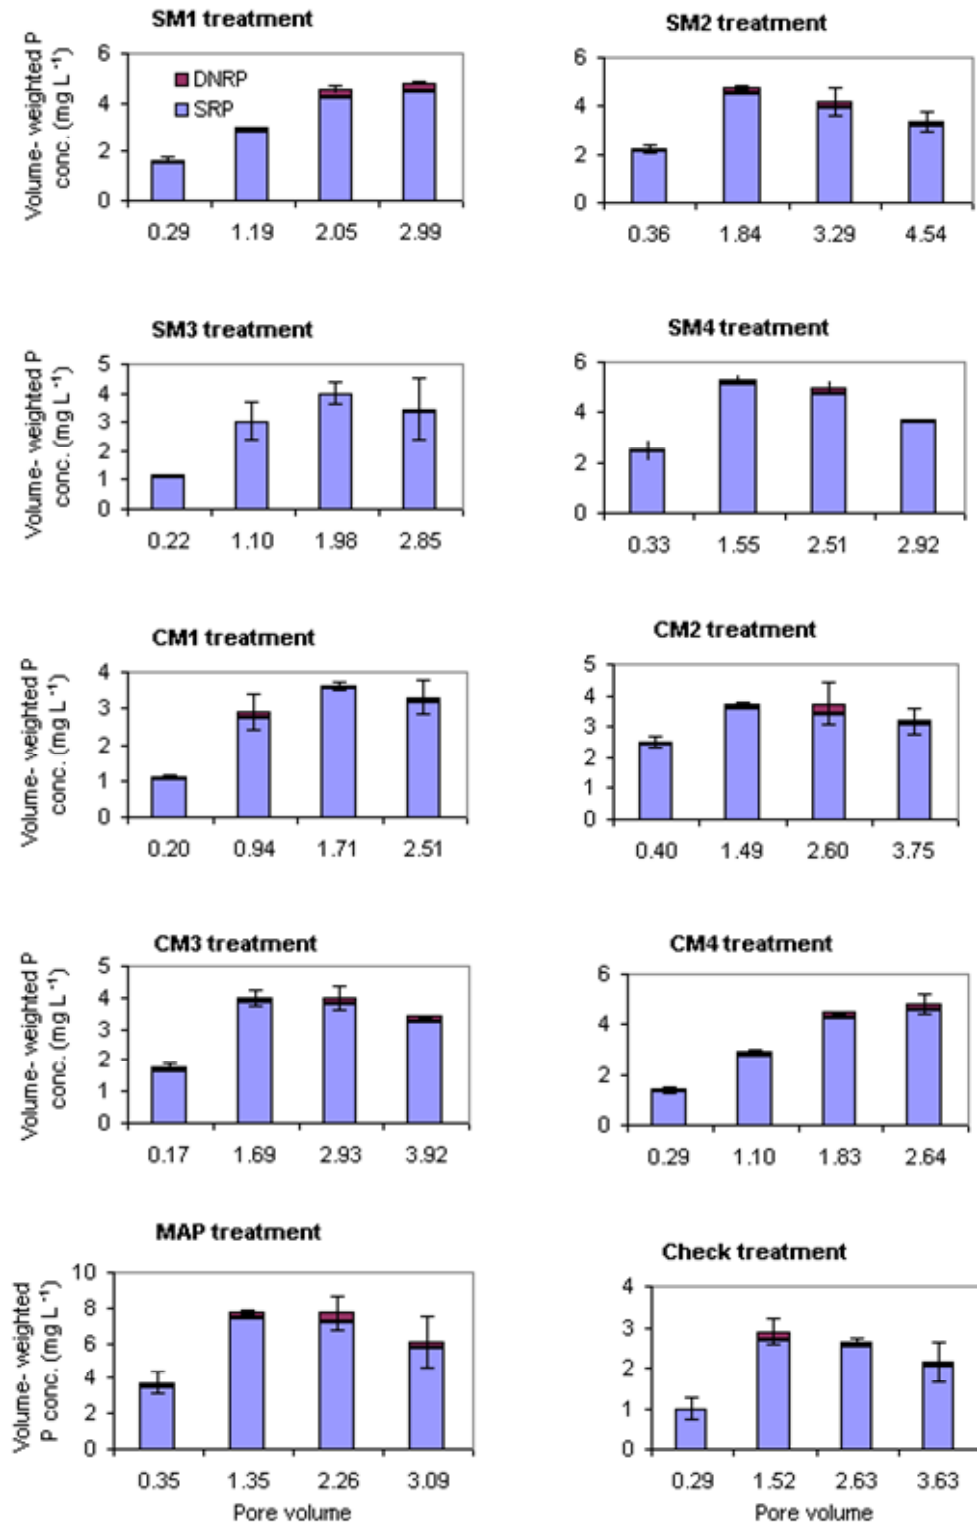 SM1 treatment
Volume- weighted P
conc. (mg L⁻¹)
6
4
2
0
DNRP
SRP
0.29 1.19 2.05 2.99
SM2 treatment
6
4
2
0
0.36 1.84 3.29 4.54
SM3 treatment
Volume- weighted P
conc. (mg L⁻¹)
5
4
3
2
1
0
0.22 1.10 1.98 2.85
SM4 treatment
6
4
2
0
0.33 1.55 2.51 2.92
CM1 treatment
Volume- weighted P
conc. (mg L⁻¹)
4
3
2
1
0
0.20 0.94 1.71 2.51
CM2 treatment
5
4
3
2
1
0
0.40 1.49 2.60 3.75
CM3 treatment
Volume- weighted P
conc. (mg L⁻¹)
5
4
3
2
1
0
0.17 1.69 2.93 3.92
CM4 treatment
6
4
2
0
0.29 1.10 1.83 2.64
MAP treatment
Volume- weighted
P conc. (mg L⁻¹)
10
8
6
4
2
0
0.35 1.35 2.26 3.09
Pore volume
Check treatment
4
3
2
1
0
0.29 1.52 2.63 3.63
Pore volume